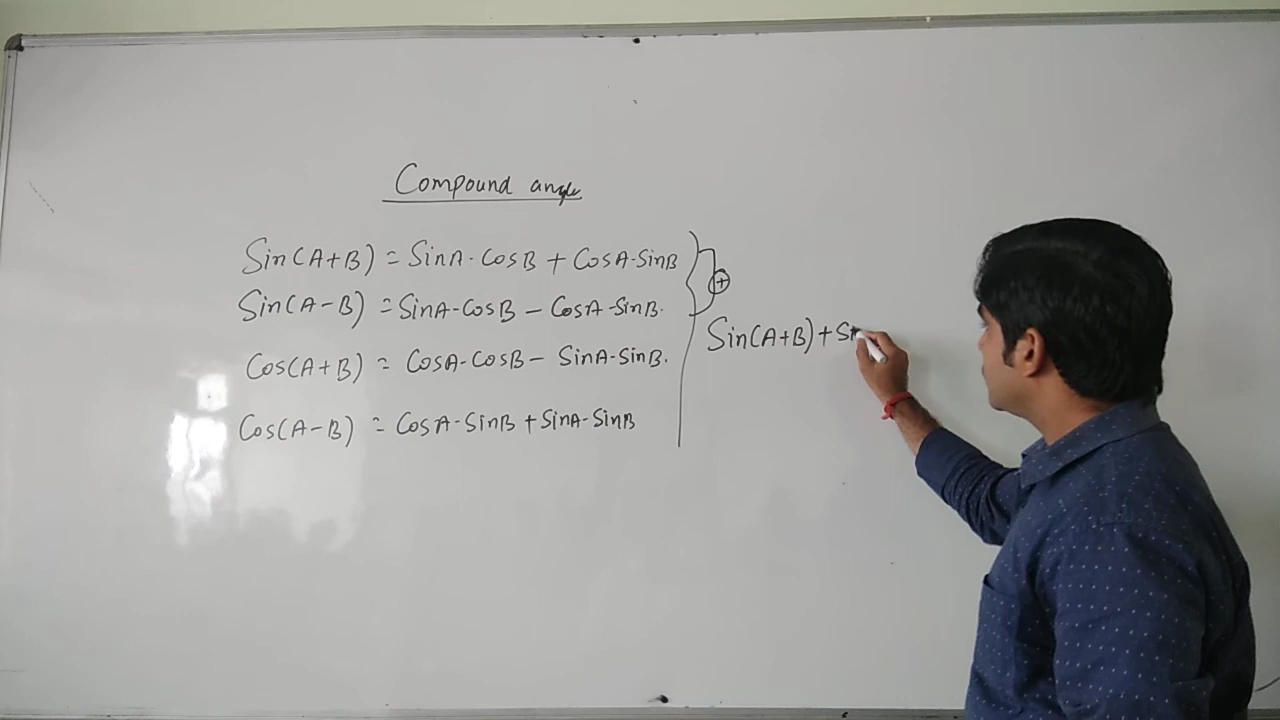 Compound angle
Sin(A+B) = SinA·CosB + CosA·SinB
Sin(A-B) = SinA·CosB - CosA·SinB.
Cos(A+B) = CosA·CosB - SinA·SinB.
Cos(A-B) = CosA·SinB + SinA·SinB
+
Sin(A+B)+Si